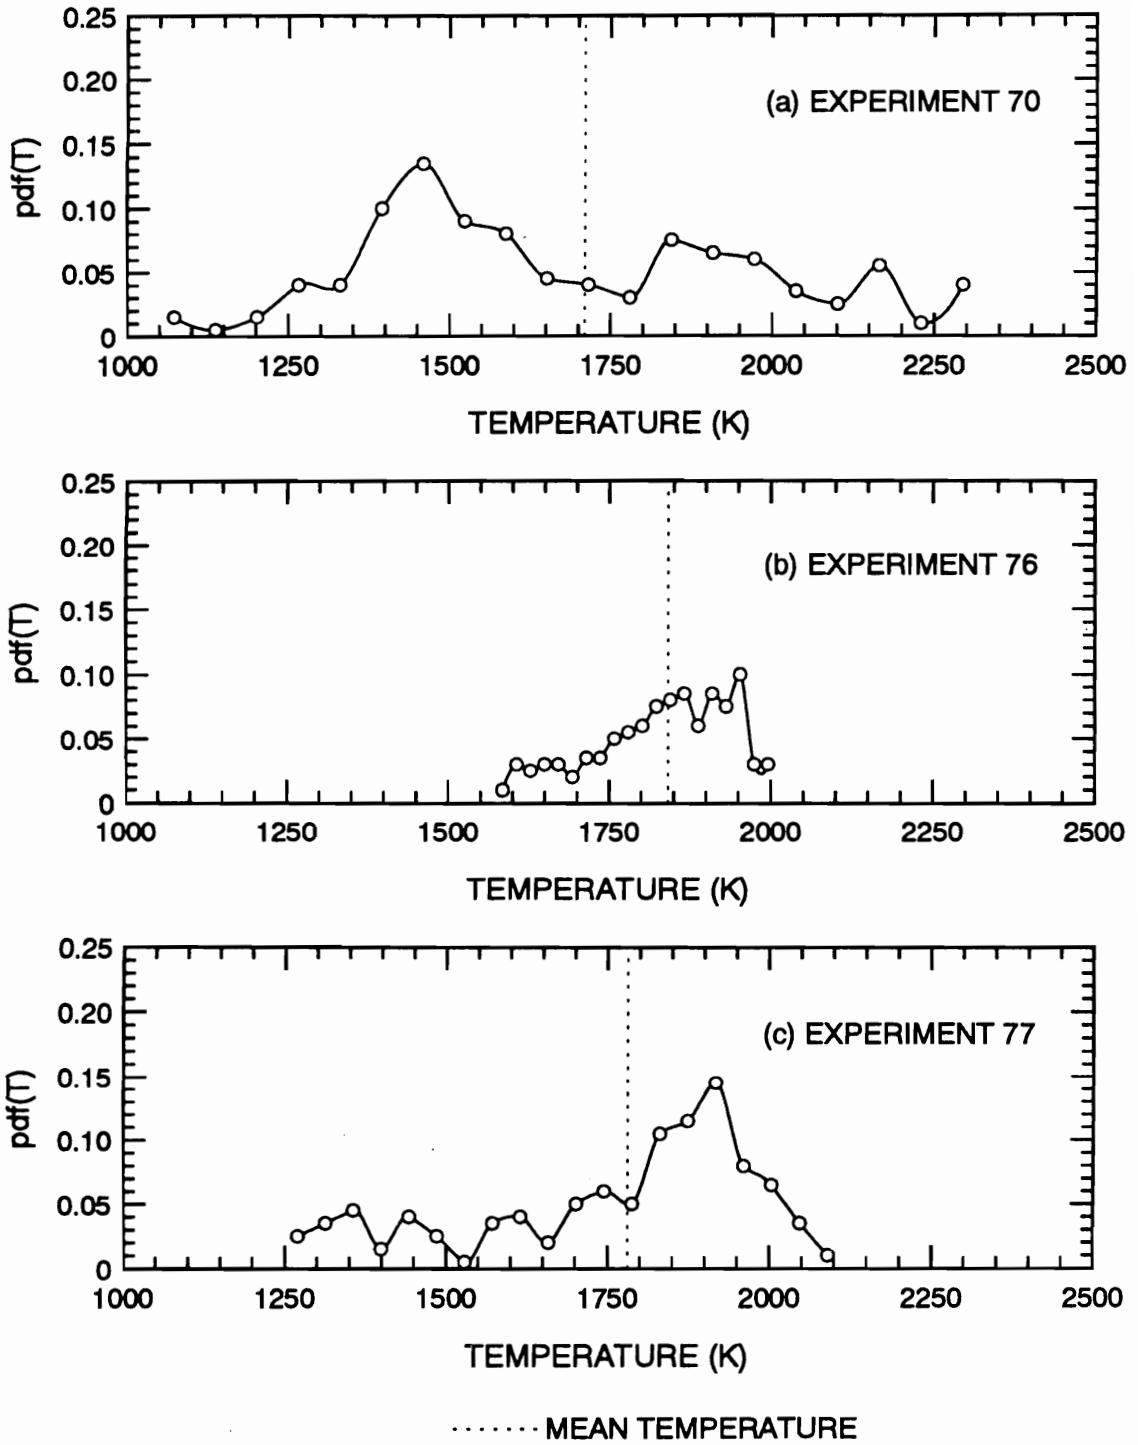 0.25
0.20
(a) EXPERIMENT 70
0.15
pdf(T)
0.10
0.05
0
1000 1250 1500 1750 2000 2250 2500
TEMPERATURE (K)
0.25
0.20
(b) EXPERIMENT 76
0.15
pdf(T)
0.10
0.05
0
1000 1250 1500 1750 2000 2250 2500
TEMPERATURE (K)
0.25
0.20
(c) EXPERIMENT 77
0.15
pdf(T)
0.10
0.05
0
1000 1250 1500 1750 2000 2250 2500
TEMPERATURE (K)
MEAN TEMPERATURE